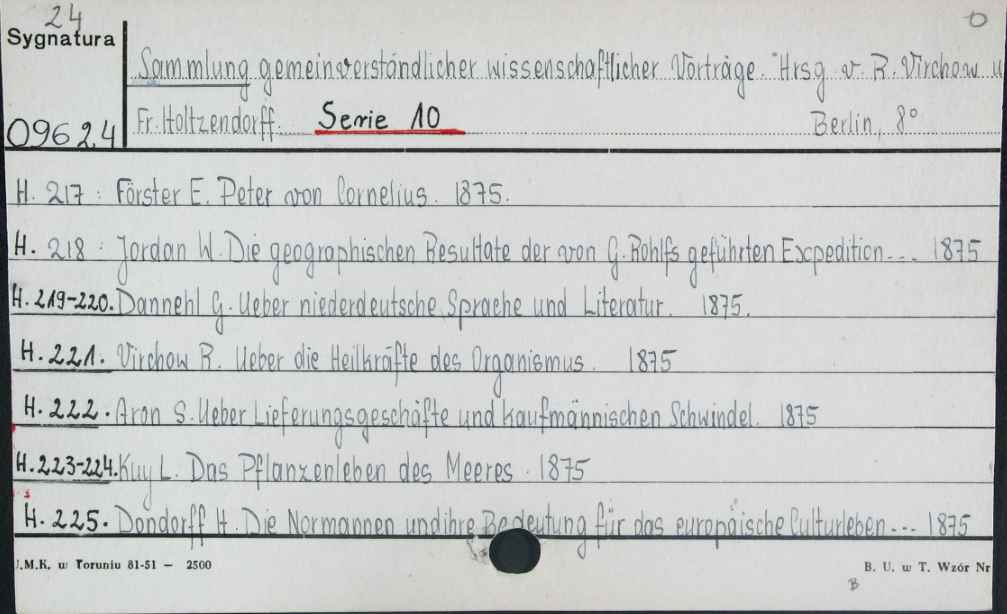 24
Sygnatura
0
Sammlung gemeinverständlicher wissenschaftlicher Vorträge. Hrsg v. R. Virchow u
09624
Fr. Holtzendorff. Serie 10 Berlin, 8°
H. 217 : Förster E. Peter von Cornelius. 1875.
H. 218 : Jordan W. Die geographischen Resultate der von G. Rohlfs geführten Expedition... 1875
H. 219-220. Dannehl G. Ueber niederdeutsche Sprache und Literatur. 1875.
H. 221. Virchow R. Ueber die Heilkräfte des Organismus. 1875
H. 222. Aron S. Ueber Lieferungsgeschäfte und kaufmännischen Schwindel. 1875
H. 223-224. Kuy L. Das Pflanzenleben des Meeres. 1875
H. 225. Dondorff H. Die Normannen und ihre Bedeutung für das europäische Culturleben... 1875
U.M.K. w Toruniu 81-51 — 2500
B. U. w T. Wzór Nr
B